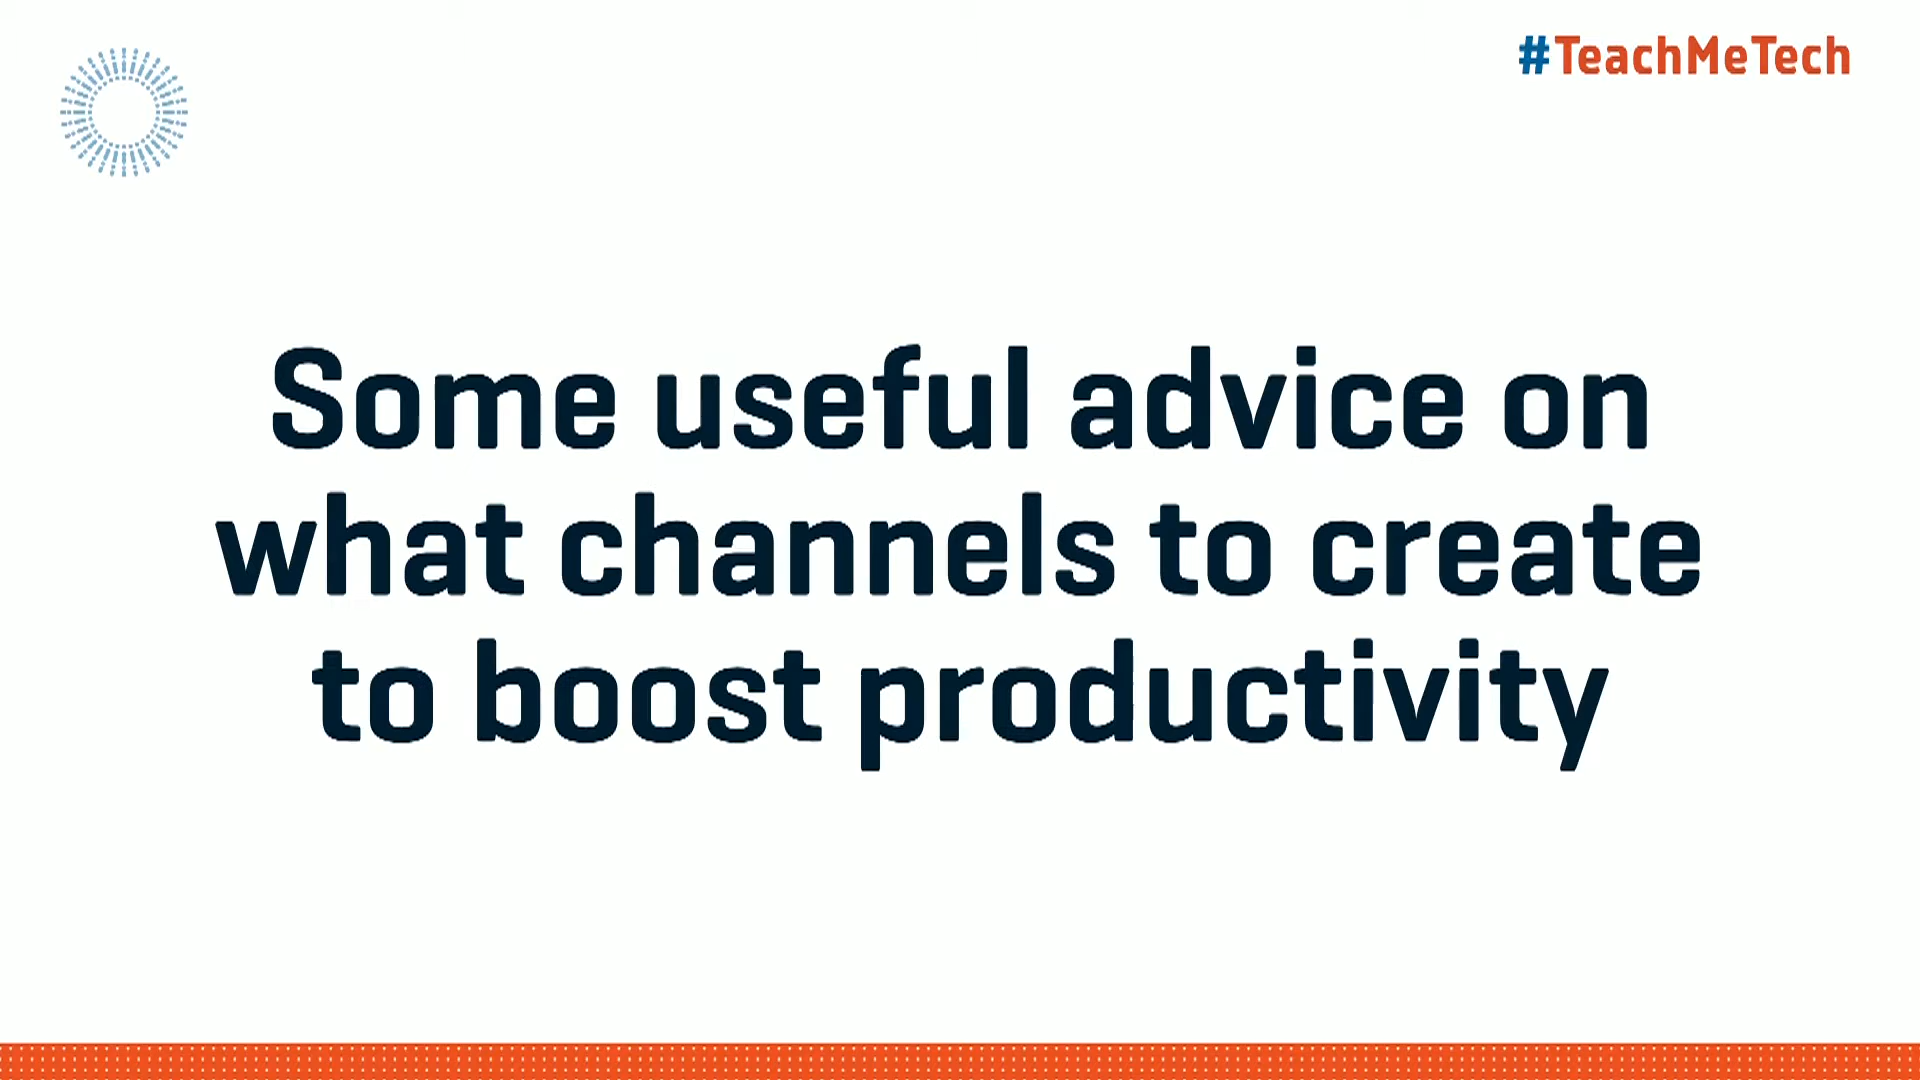 #TeachMeTech
Some useful advice on
what channels to create
to boost productivity